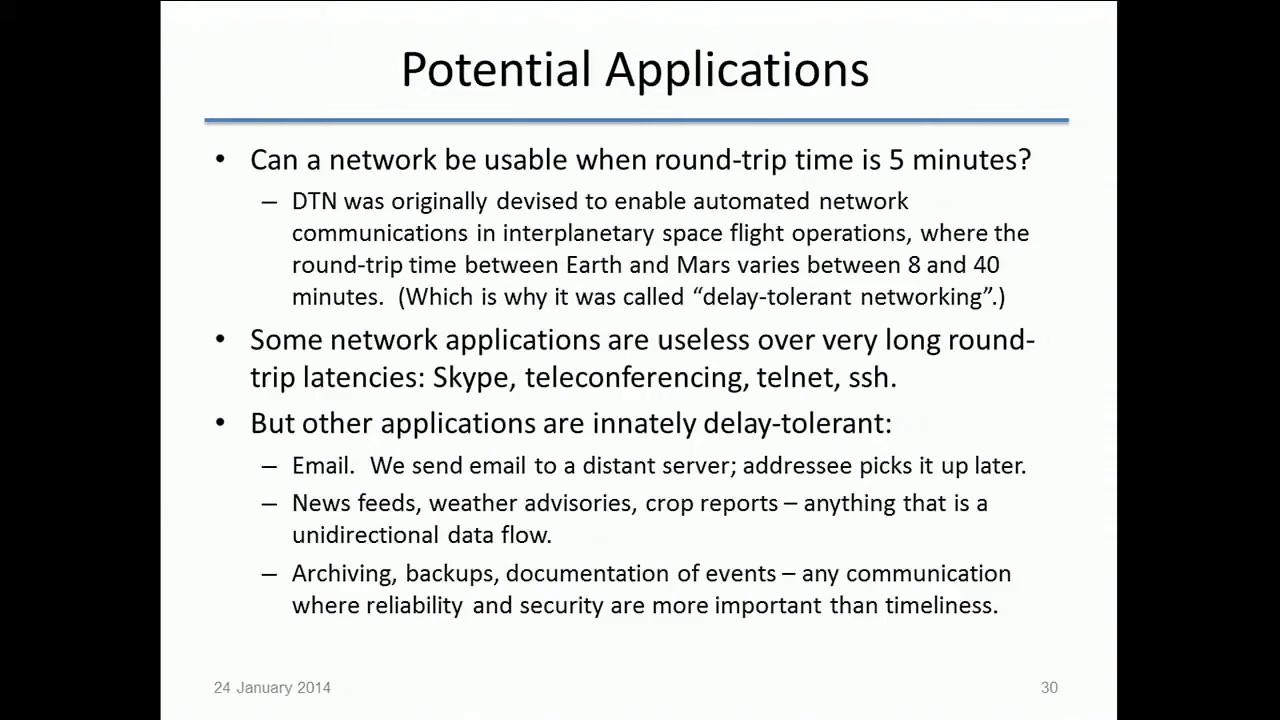 Potential Applications
• Can a network be usable when round-trip time is 5 minutes?
– DTN was originally devised to enable automated network
communications in interplanetary space flight operations, where the
round-trip time between Earth and Mars varies between 8 and 40
minutes.  (Which is why it was called “delay-tolerant networking”.)
• Some network applications are useless over very long round-
trip latencies: Skype, teleconferencing, telnet, ssh.
• But other applications are innately delay-tolerant:
– Email.  We send email to a distant server; addressee picks it up later.
– News feeds, weather advisories, crop reports – anything that is a
unidirectional data flow.
– Archiving, backups, documentation of events – any communication
where reliability and security are more important than timeliness.
24 January 2014
30